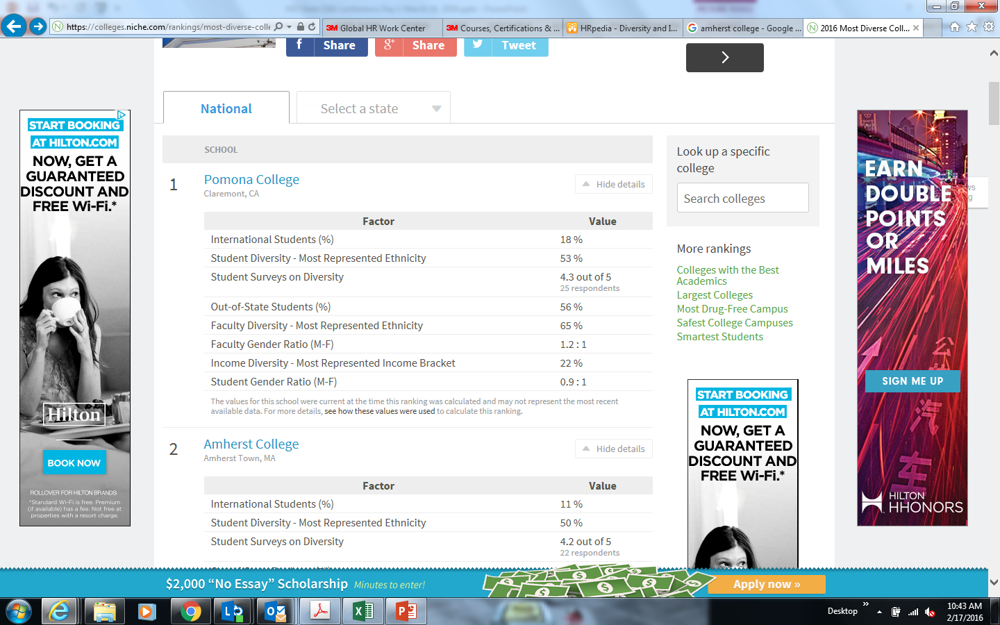 https://colleges.niche.com/rankings/most-diverse-colle
3M Global HR Work Center
3M Courses, Certifications & ...
HRpedia - Diversity and I...
amherst college - Google ...
2016 Most Diverse Coll...
Share
Share
Tweet
National
Select a state
SCHOOL
1
Pomona College
Claremont, CA
Hide details
Factor Value
International Students (%) 18 %
Student Diversity - Most Represented Ethnicity 53 %
Student Surveys on Diversity 4.3 out of 5
25 respondents
Out-of-State Students (%) 56 %
Faculty Diversity - Most Represented Ethnicity 65 %
Faculty Gender Ratio (M-F) 1.2 : 1
Income Diversity - Most Represented Income Bracket 22 %
Student Gender Ratio (M-F) 0.9 : 1
The values for this school were current at the time this ranking was calculated and may not represent the most recent
available data. For more details, see how these values were used to calculate this ranking.
2
Amherst College
Amherst Town, MA
Hide details
Factor Value
International Students (%) 11 %
Student Diversity - Most Represented Ethnicity 50 %
Student Surveys on Diversity 4.2 out of 5
22 respondents
Look up a specific
college
Search colleges
More rankings
Colleges with the Best
Academics
Largest Colleges
Most Drug-Free Campus
Safest College Campuses
Smartest Students
START BOOKING
AT HILTON.COM
NOW, GET A
GUARANTEED
DISCOUNT AND
FREE Wi-Fi.*
Hilton
BOOK NOW
ROLLOVER FOR HILTON BRANDS
*Standard Wi-Fi is free. Premium
(if available) has a fee. Not free at
properties with a resort charge.
START BOOKING
AT HILTON.COM
NOW, GET A
GUARANTEED
DISCOUNT AND
FREE Wi-Fi.*
EARN
DOUBLE
POINTS
OR
MILES
SIGN ME UP
汽
车
HILTON
HHONORS
$2,000 “No Essay” Scholarship Minutes to enter!
Apply now »
Desktop
10:43 AM
2/17/2016